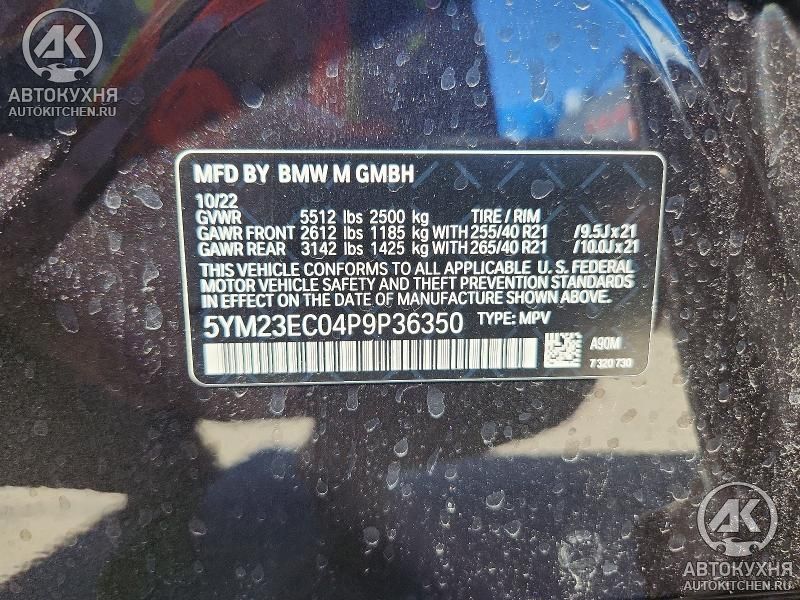 АК
АВТОКУХНЯ
AUTOKITCHEN.RU
MFD BY BMW M GMBH
10/22
GVWR 5512 lbs 2500 kg TIRE / RIM
GAWR FRONT 2612 lbs 1185 kg WITH 255/40 R21 /9.5J x 21
GAWR REAR 3142 lbs 1425 kg WITH 265/40 R21 /10.0J x 21
THIS VEHICLE CONFORMS TO ALL APPLICABLE U. S. FEDERAL
MOTOR VEHICLE SAFETY AND THEFT PREVENTION STANDARDS
IN EFFECT ON THE DATE OF MANUFACTURE SHOWN ABOVE.
5YM23EC04P9P36350 TYPE: MPV
A90M
7 320 730
АК
АВТОКУХНЯ
AUTOKITCHEN.RU